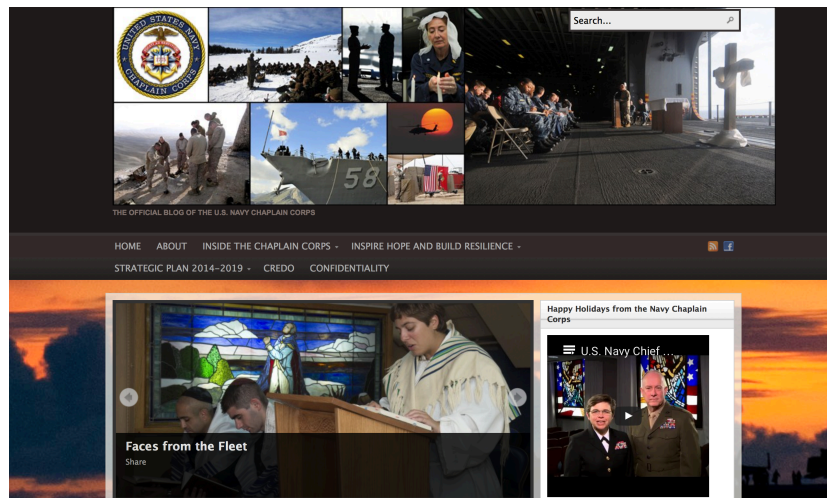 Search...
UNITED STATES NAVY
CHAPLAIN CORPS
58
THE OFFICIAL BLOG OF THE U.S. NAVY CHAPLAIN CORPS
HOME ABOUT INSIDE THE CHAPLAIN CORPS INSPIRE HOPE AND BUILD RESILIENCE
STRATEGIC PLAN 2014-2019 CREDO CONFIDENTIALITY
Happy Holidays from the Navy Chaplain
Corps
U.S. Navy Chief ...
Faces from the Fleet
Share